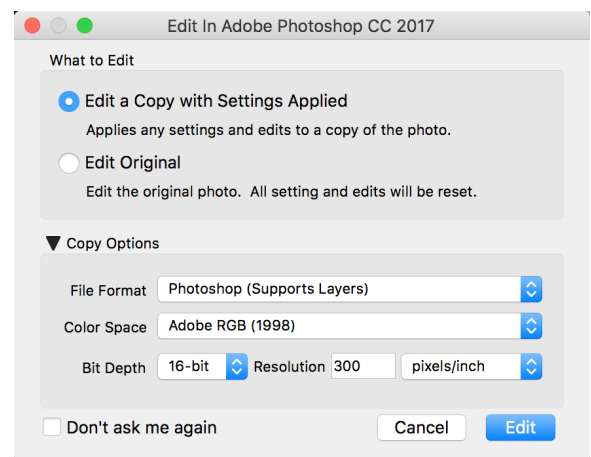 Edit In Adobe Photoshop CC 2017
What to Edit
Edit a Copy with Settings Applied
Applies any settings and edits to a copy of the photo.
Edit Original
Edit the original photo.  All setting and edits will be reset.
Copy Options
File Format Photoshop (Supports Layers)
Color Space Adobe RGB (1998)
Bit Depth 16-bit Resolution 300 pixels/inch
Don't ask me again Cancel Edit